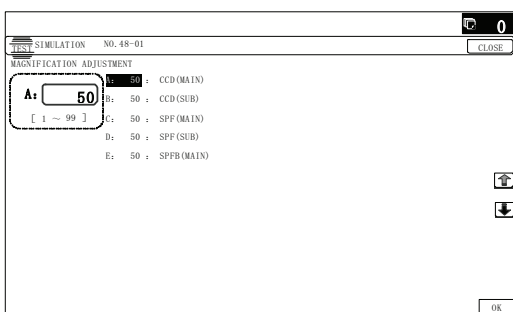 0
TEST SIMULATION NO.48-01
CLOSE
MAGNIFICATION ADJUSTMENT
A: 50
[ 1 ~ 99 ]
A: 50 : CCD(MAIN)
B: 50 : CCD(SUB)
C: 50 : SPF(MAIN)
D: 50 : SPF(SUB)
E: 50 : SPFB(MAIN)
OK